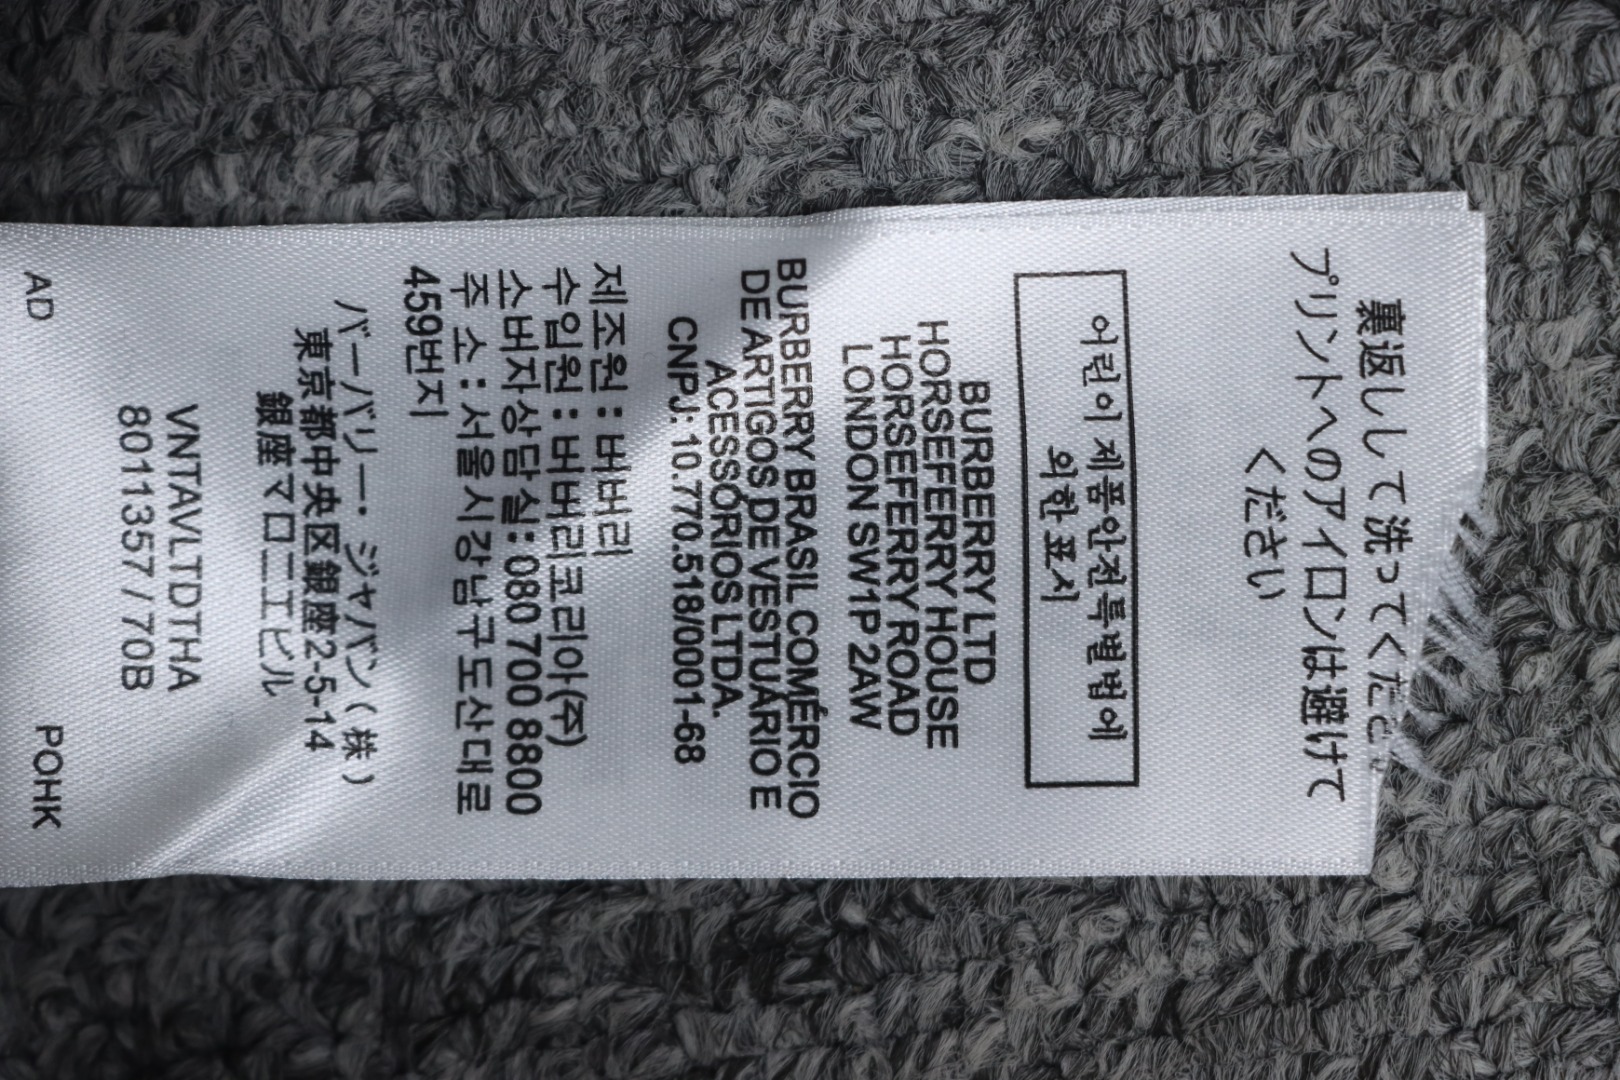 裏返しして洗ってくださ
プリントへのアイロンは避けて
ください
어린이 제품안전특별법에
의한 표시
BURBERRY LTD
HORSEFERRY HOUSE
HORSEFERRY ROAD
LONDON SW1P 2AW
BURBERRY BRASIL COMÉRCIO
DE ARTIGOS DE VESTUÁRIO E
ACESSÓRIOS LTDA.
CNPJ:10.770.518/0001-68
제조원 : 버버리
수입원 : 버버리코리아(주)
소비자상담실: 080 700 8800
주 소 : 서울시강남구도산대로
459번지
バーバリー・ジャパン（株）
東京都中央区銀座2-5-14
銀座マロニエビル
VNTAVLTDTHA
8011357 / 70B
AD POHK